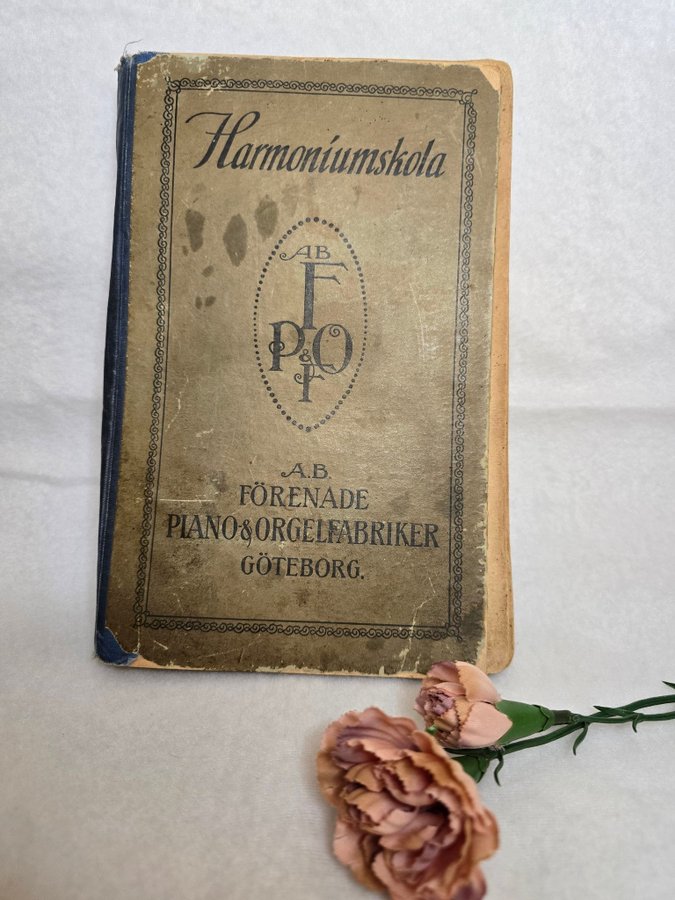 Harmoniumskola
AB
F
P&O
F
A.B.
FÖRENADE
PIANO-&ORGELFABRIKER
GÖTEBORG.